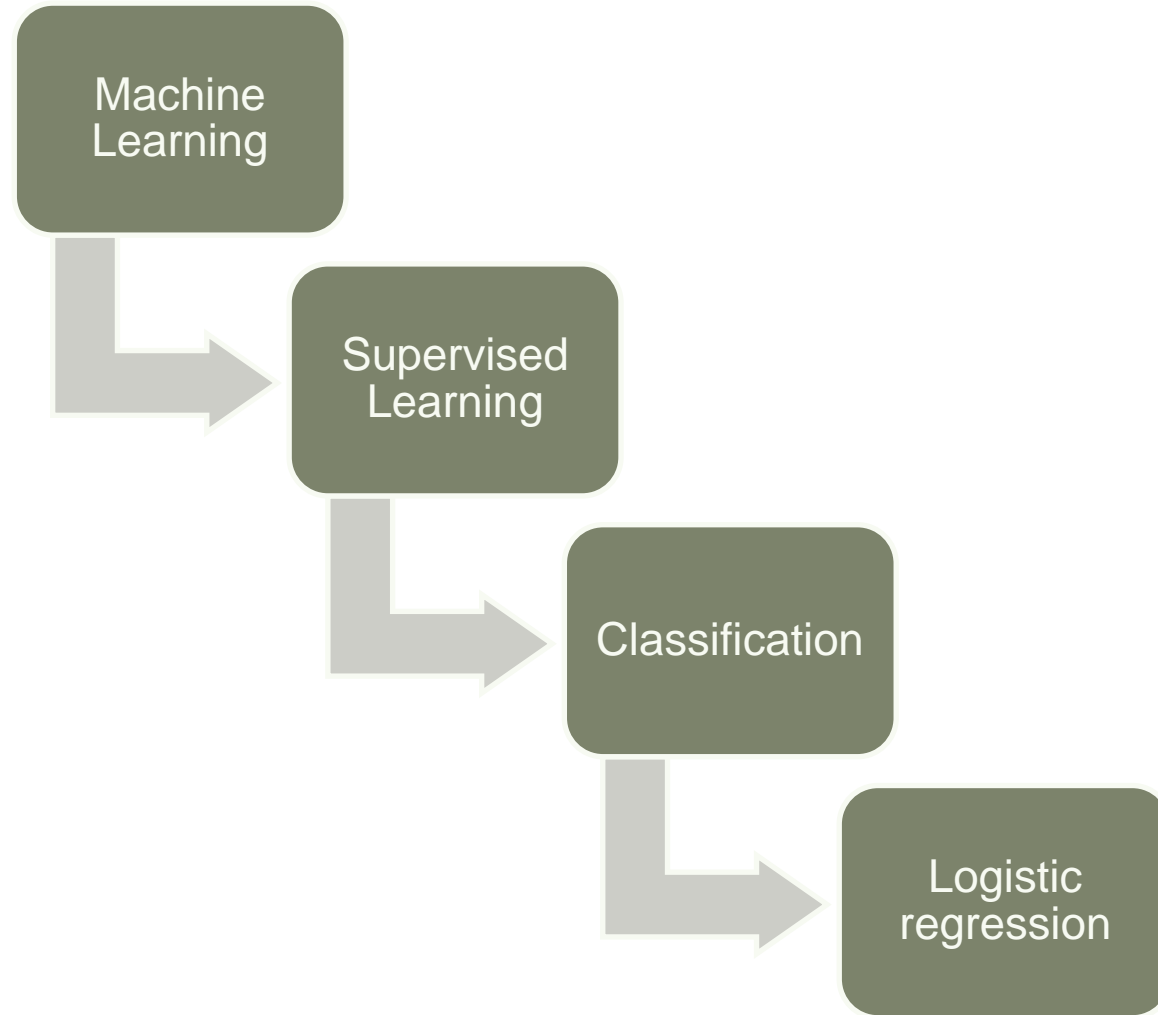 Machine
Learning
Supervised
Learning
Classification
Logistic
regression